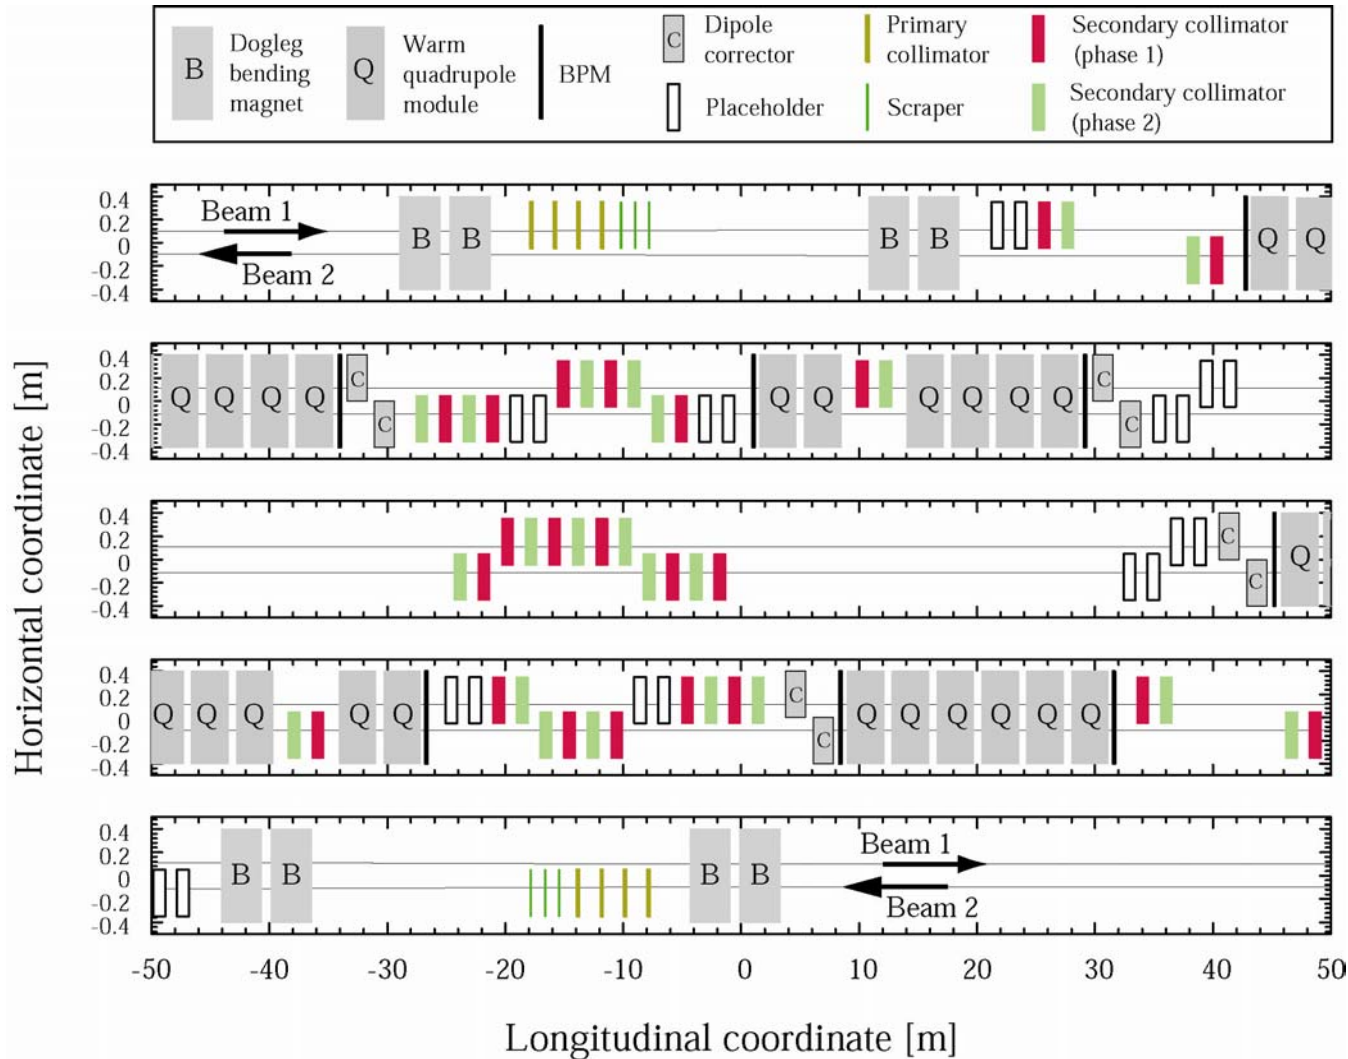 B
Dogleg
bending
magnet
Q
Warm
quadrupole
module
BPM
C
Dipole
corrector
Placeholder
Primary
collimator
Scraper
Secondary collimator
(phase 1)
Secondary collimator
(phase 2)
Horizontal coordinate [m]
0.4
0.2
0
-0.2
-0.4
Beam 1
Beam 2
B B B B Q Q
0.4
0.2
0
-0.2
-0.4
Q Q Q Q C C Q Q Q Q Q Q C C
0.4
0.2
0
-0.2
-0.4
C C Q
0.4
0.2
0
-0.2
-0.4
Q Q Q Q Q C C Q Q Q Q Q Q
0.4
0.2
0
-0.2
-0.4
B B B B
Beam 1
Beam 2
-50 -40 -30 -20 -10 0 10 20 30 40 50
Longitudinal coordinate [m]